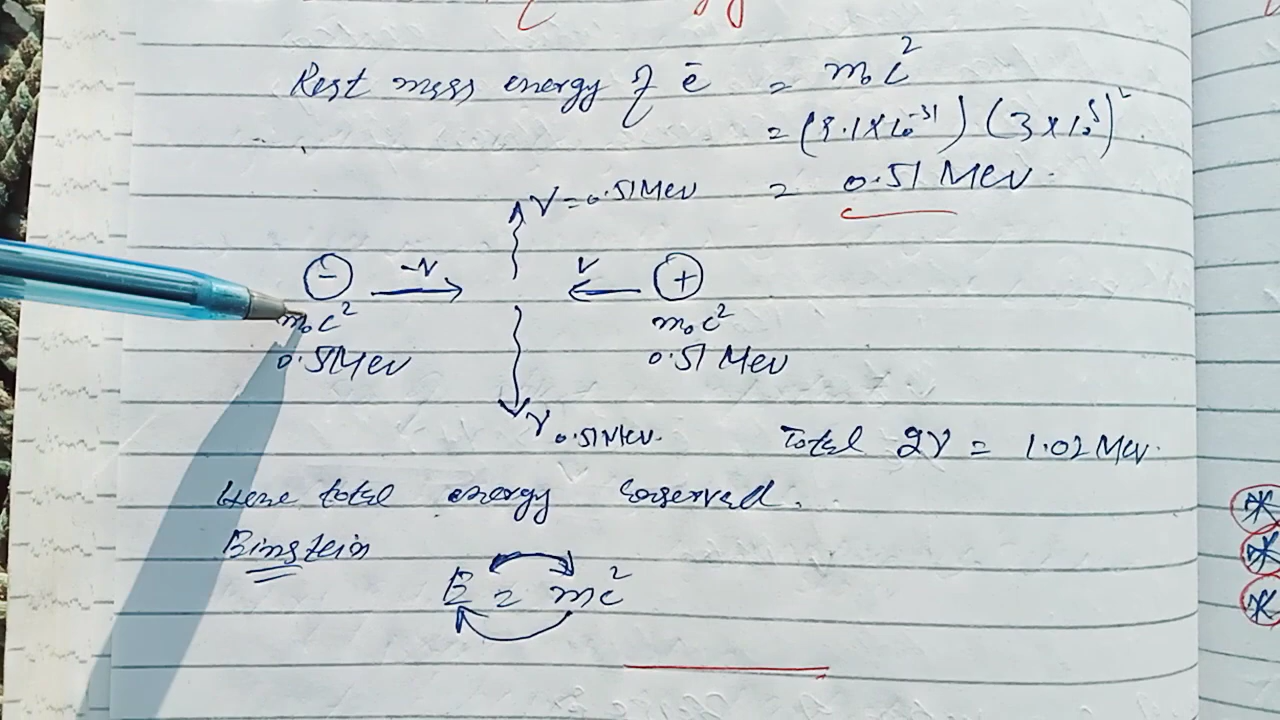 Rest mass energy of e̅ = m₀c²
= (9.1×10⁻³¹) (3×10⁸)²
= 0.51 MeV.
γ = 0.51 MeV
− -V V +
m₀c² m₀c²
0.51 MeV 0.51 MeV
γ 0.51 MeV. Total 2γ = 1.02 MeV.
Here total energy conserved.
Einstein
E = mc²